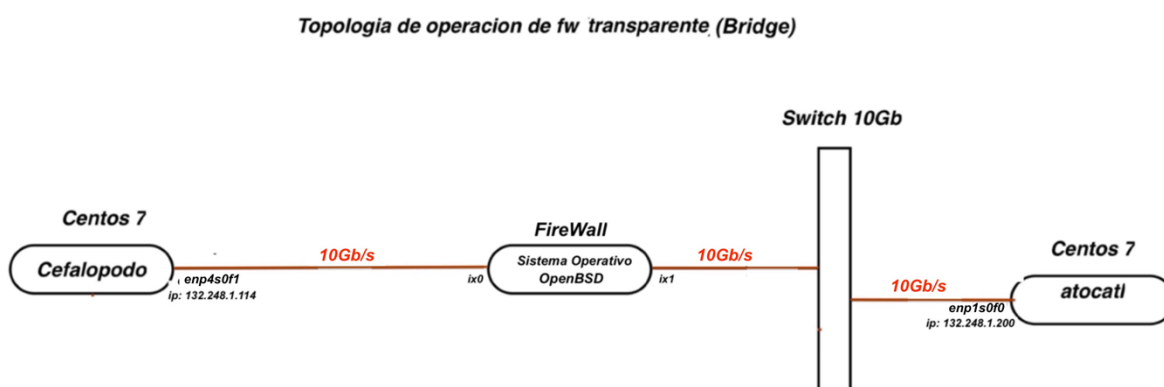 Topologia de operacion de fw transparente (Bridge)
Switch 10Gb
Centos 7
Cefalopodo
enp4s0f1
ip: 132.248.1.114
10Gb/s
FireWall
Sistema Operativo
OpenBSD
ix0
ix1
10Gb/s
10Gb/s
Centos 7
atocatl
enp1s0f0
ip: 132.248.1.200